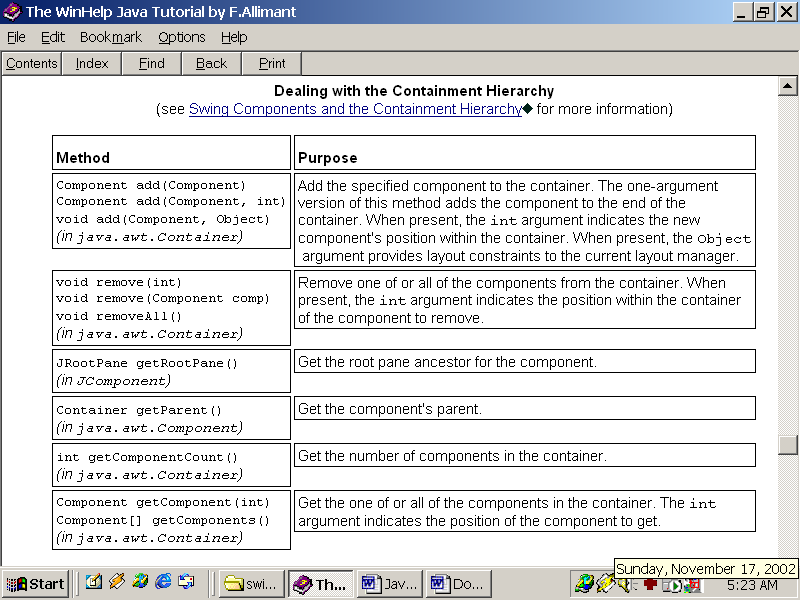 The WinHelp Java Tutorial by F.Allimant
File Edit Bookmark Options Help
Contents Index Find Back Print
Dealing with the Containment Hierarchy
(see Swing Components and the Containment Hierarchy for more information)
Method Purpose
Component add(Component)
Component add(Component, int)
void add(Component, Object)
(in java.awt.Container)
Add the specified component to the container. The one-argument
version of this method adds the component to the end of the
container. When present, the int argument indicates the new
component's position within the container. When present, the Object
argument provides layout constraints to the current layout manager.
void remove(int)
void remove(Component comp)
void removeAll()
(in java.awt.Container)
Remove one of or all of the components from the container. When
present, the int argument indicates the position within the container
of the component to remove.
JRootPane getRootPane()
(in JComponent)
Get the root pane ancestor for the component.
Container getParent()
(in java.awt.Component)
Get the component's parent.
int getComponentCount()
(in java.awt.Container)
Get the number of components in the container.
Component getComponent(int)
Component[] getComponents()
(in java.awt.Container)
Get the one of or all of the components in the container. The int
argument indicates the position of the component to get.
Sunday, November 17, 2002
Start swi... Th... Jav... Do... 5:23 AM